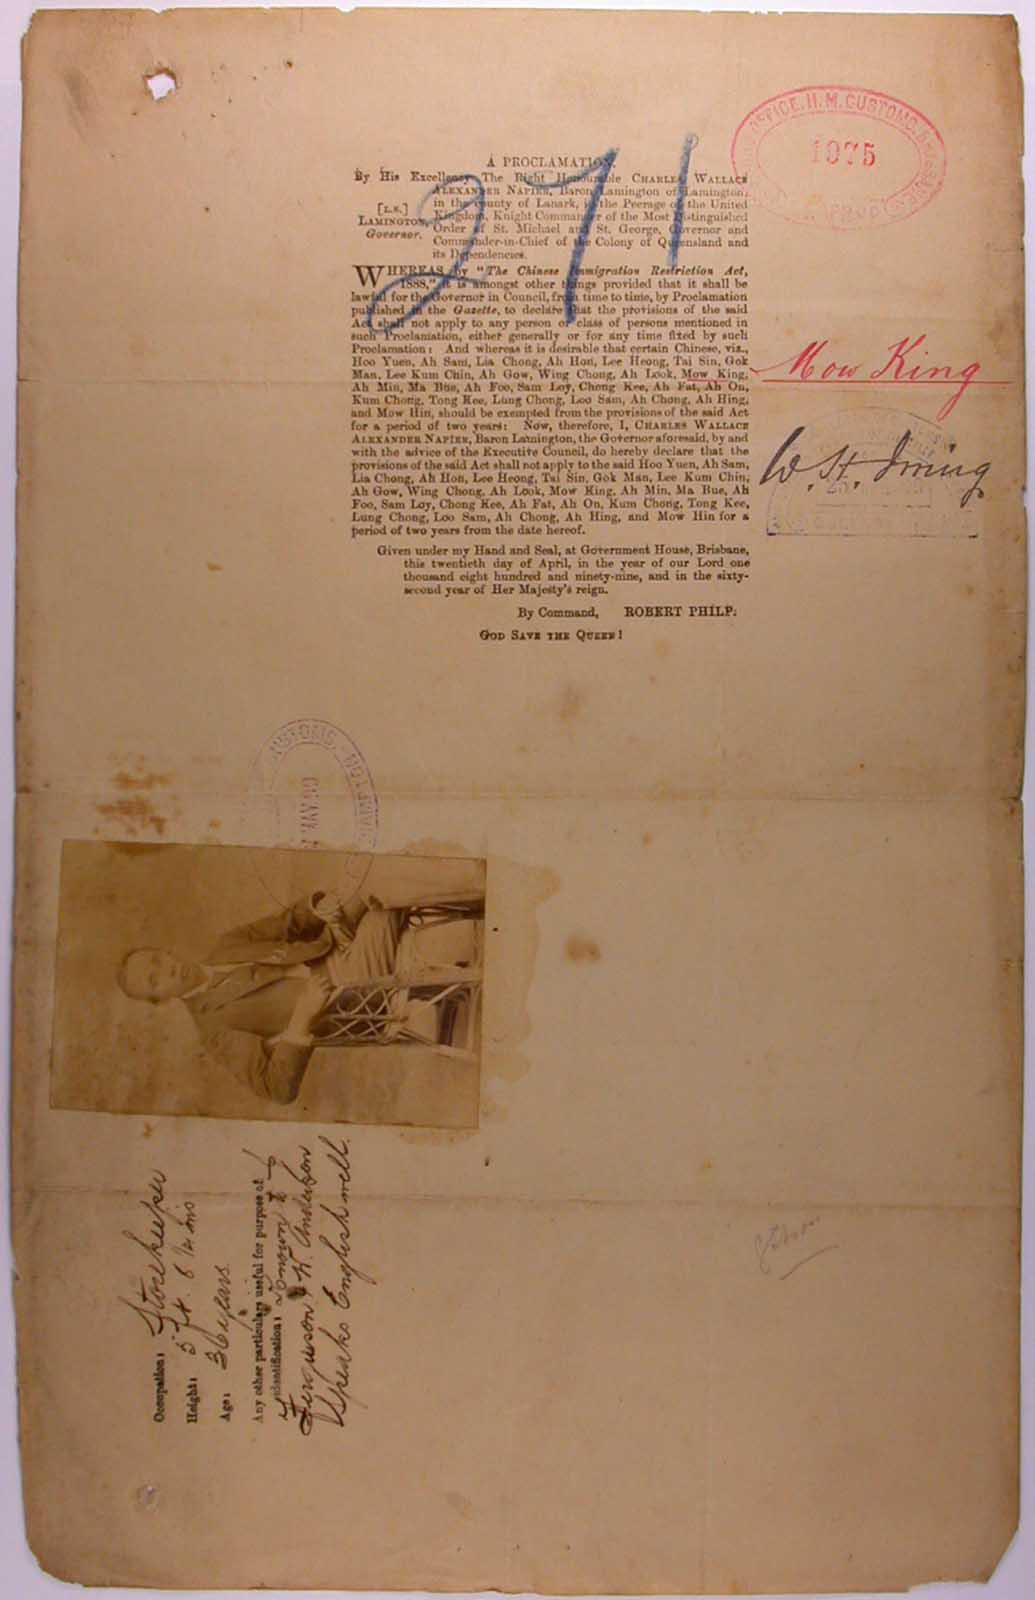 OFFICE, H.M. CUSTOMS, BRISBANE
1075
271
A PROCLAMATION.
By His Excellency The Right Honourable CHARLES WALLACE
ALEXANDER NAPIER, Baron Lamington of Lamington,
in the county of Lanark, in the Peerage of the United
[L.S.] Kingdom, Knight Commander of the Most Distinguished
LAMINGTON, Order of St. Michael and St. George, Governor and
Governor. Commander-in-Chief of the Colony of Queensland and
its Dependencies.
WHEREAS by "The Chinese Immigration Restriction Act,
1888," it is amongst other things provided that it shall be
lawful for the Governor in Council, from time to time, by Proclamation
published in the Gazette, to declare that the provisions of the said
Act shall not apply to any person or class of persons mentioned in
such Proclamation, either generally or for any time fixed by such
Proclamation: And whereas it is desirable that certain Chinese, viz.,
Hoo Yuen, Ah Sam, Lia Chong, Ah Hon, Lee Heong, Tai Sin, Gok
Man, Lee Kum Chin, Ah Gow, Wing Chong, Ah Look, Mow King,
Ah Min, Ma Bue, Ah Foo, Sam Loy, Chong Kee, Ah Fat, Ah On,
Kum Chong, Tong Kee, Lung Chong, Loo Sam, Ah Chong, Ah Hing,
and Mow Hin, should be exempted from the provisions of the said Act
for a period of two years: Now, therefore, I, CHARLES WALLACE
ALEXANDER NAPIER, Baron Lamington, the Governor aforesaid, by and
with the advice of the Executive Council, do hereby declare that the
provisions of the said Act shall not apply to the said Hoo Yuen, Ah Sam,
Lia Chong, Ah Hon, Lee Heong, Tai Sin, Gok Man, Lee Kum Chin,
Ah Gow, Wing Chong, Ah Look, Mow King, Ah Min, Ma Bue, Ah
Foo, Sam Loy, Chong Kee, Ah Fat, Ah On, Kum Chong, Tong Kee,
Lung Chong, Loo Sam, Ah Chong, Ah Hing, and Mow Hin for a
period of two years from the date hereof.
Given under my Hand and Seal, at Government House, Brisbane,
this twentieth day of April, in the year of our Lord one
thousand eight hundred and ninety-nine, and in the sixty-
second year of Her Majesty's reign.
By Command, ROBERT PHILP.
GOD SAVE THE QUEEN!
Mow King
W. St. Irving
CUSTOMS
MAY 99
Occupation: Storekeeper
Height: 5 ft. 6 1/2 ins
Age: 36 years
Any other particulars useful for purpose of
identification: Known to J
Ferguson & W. Anderson
Speaks English well.